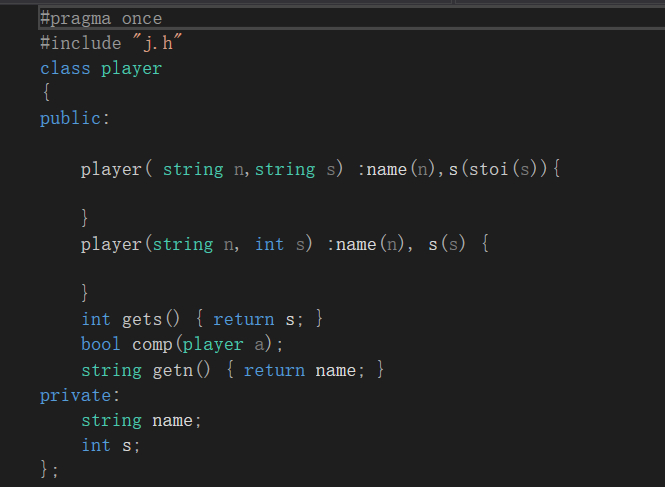 #pragma once
#include "j.h"
class player
{
public:
player( string n,string s) :name(n),s(stoi(s)){
}
player(string n, int s) :name(n), s(s) {
}
int gets() { return s; }
bool comp(player a);
string getn() { return name; }
private:
string name;
int s;
};